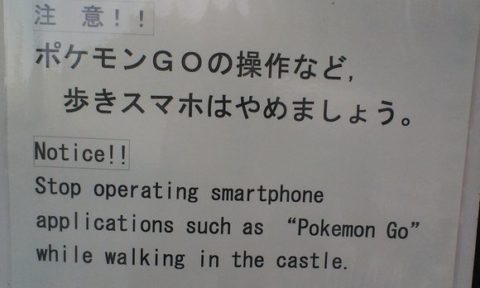 注　意！！
ポケモンＧＯの操作など，
歩きスマホはやめましょう。
Notice!!
Stop operating smartphone
applications such as “Pokemon Go”
while walking in the castle.